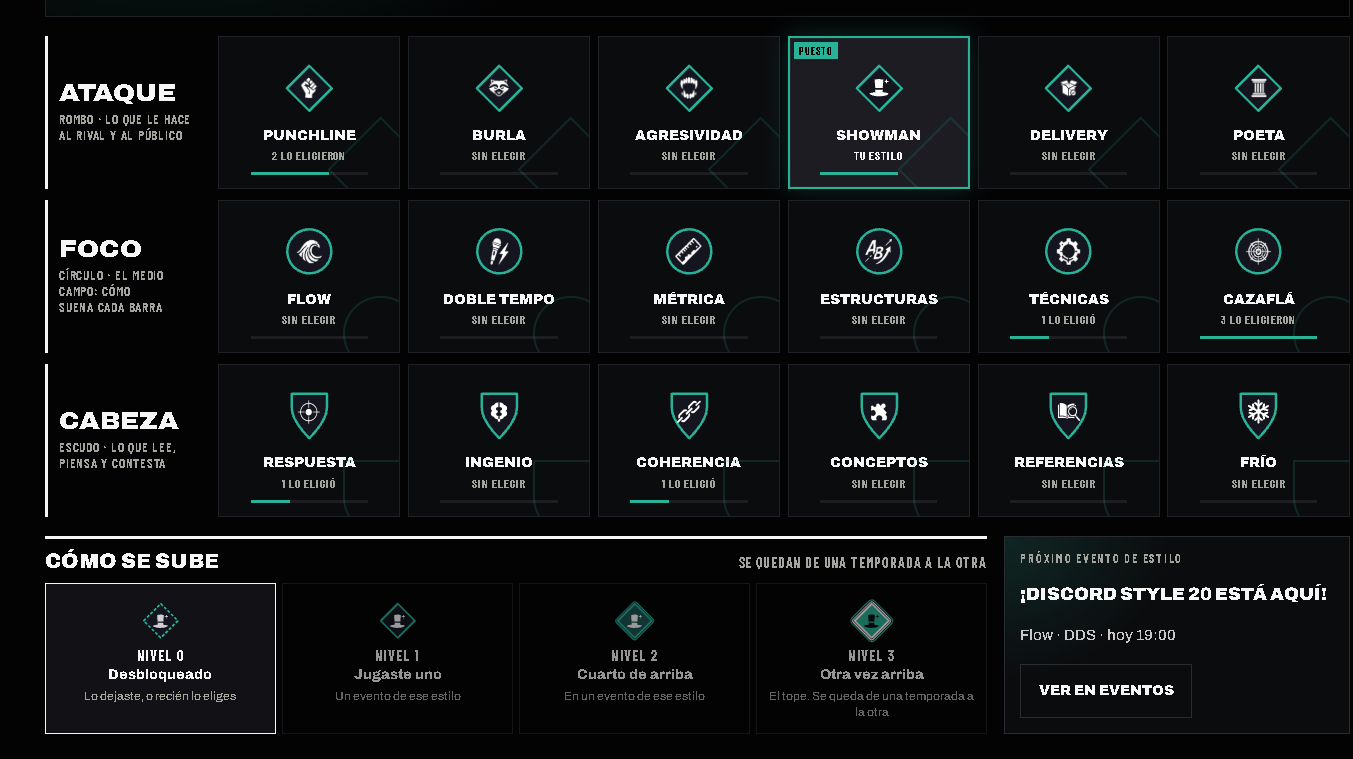 ATAQUE
ROMBO · LO QUE LE HACE
AL RIVAL Y AL PÚBLICO
PUNCHLINE
2 LO ELIGIERON
BURLA
SIN ELEGIR
AGRESIVIDAD
SIN ELEGIR
PUESTO
SHOWMAN
TU ESTILO
DELIVERY
SIN ELEGIR
POETA
SIN ELEGIR
FOCO
CÍRCULO · EL MEDIO
CAMPO: CÓMO
SUENA CADA BARRA
FLOW
SIN ELEGIR
DOBLE TEMPO
SIN ELEGIR
MÉTRICA
SIN ELEGIR
AB
ESTRUCTURAS
SIN ELEGIR
TÉCNICAS
1 LO ELIGIÓ
CAZAFLÁ
3 LO ELIGIERON
CABEZA
ESCUDO · LO QUE LEE,
PIENSA Y CONTESTA
RESPUESTA
1 LO ELIGIÓ
INGENIO
SIN ELEGIR
COHERENCIA
1 LO ELIGIÓ
CONCEPTOS
SIN ELEGIR
REFERENCIAS
SIN ELEGIR
FRÍO
SIN ELEGIR
CÓMO SE SUBE
SE QUEDAN DE UNA TEMPORADA A LA OTRA
NIVEL 0
Desbloqueado
Lo dejaste, o recién lo eliges
NIVEL 1
Jugaste uno
Un evento de ese estilo
NIVEL 2
Cuarto de arriba
En un evento de ese estilo
NIVEL 3
Otra vez arriba
El tope. Se queda de una temporada a
la otra
PRÓXIMO EVENTO DE ESTILO
¡DISCORD STYLE 20 ESTÁ AQUÍ!
Flow · DDS · hoy 19:00
VER EN EVENTOS